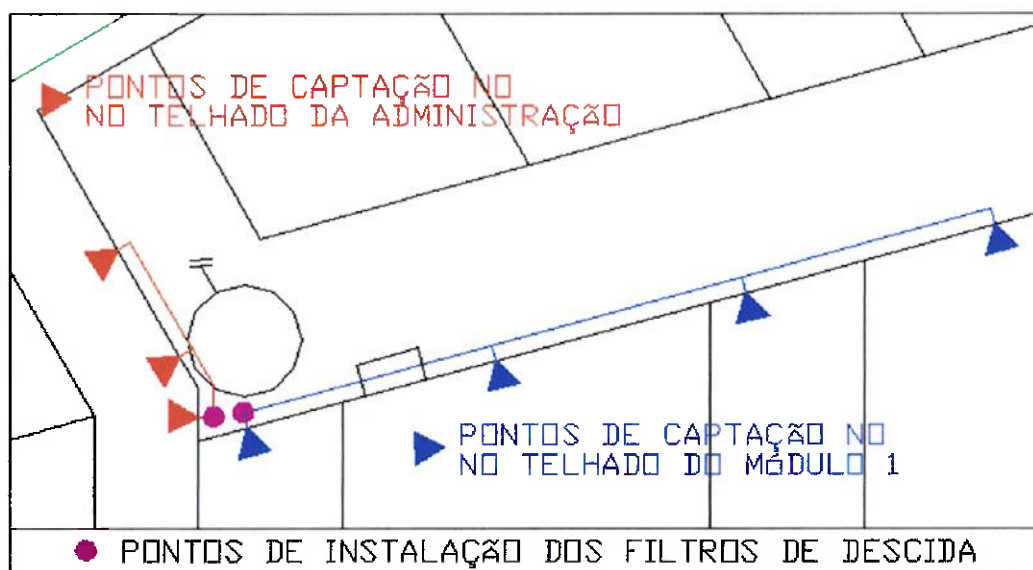 PONTOS DE CAPTAÇÃO NO
NO TELHADO DA ADMINISTRAÇÃO
PONTOS DE CAPTAÇÃO NO
NO TELHADO DO MÓDULO 1
PONTOS DE INSTALAÇÃO DOS FILTROS DE DESCIDA